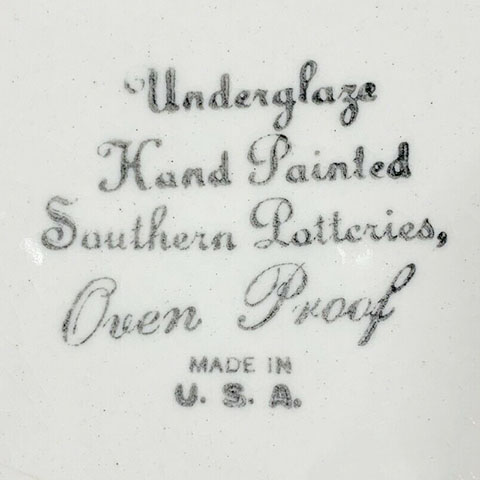 Underglaze
Hand Painted
Southern Potteries,
Oven Proof
MADE IN
U. S. A.